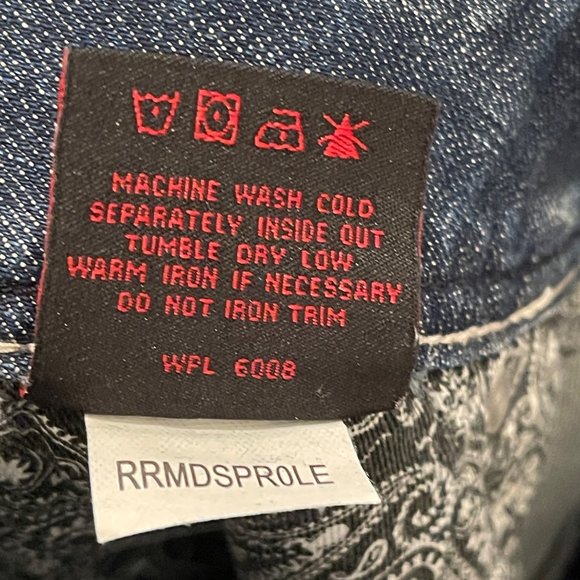 MACHINE WASH COLD
SEPARATELY INSIDE OUT
TUMBLE DRY LOW
WARM IRON IF NECESSARY
DO NOT IRON TRIM
WPL 6008
RRMDSPR0LE